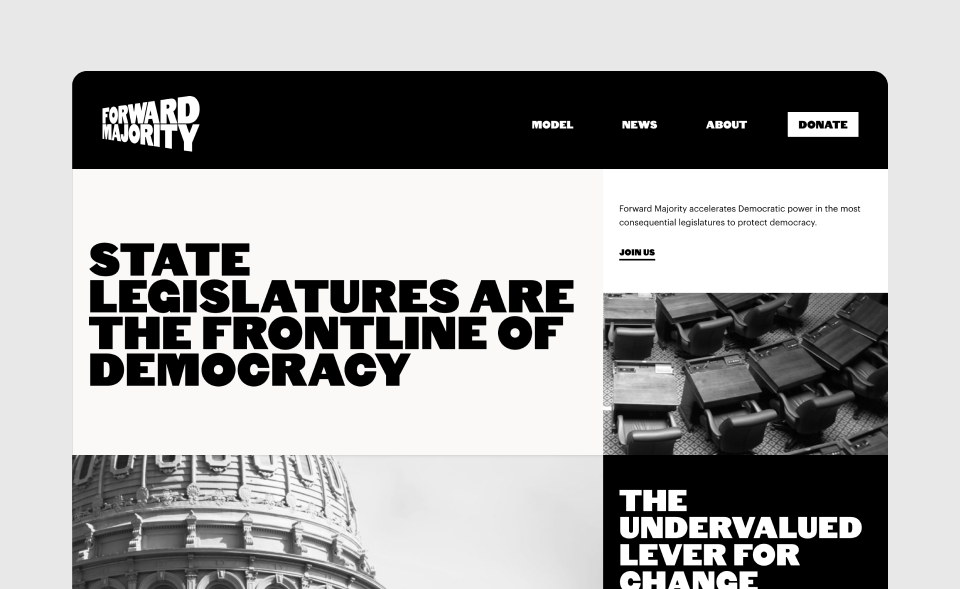 FORWARD
MAJORITY
MODEL
NEWS
ABOUT
DONATE
STATE
LEGISLATURES ARE
THE FRONTLINE OF
DEMOCRACY
Forward Majority accelerates Democratic power in the most
consequential legislatures to protect democracy.
JOIN US
THE
UNDERVALUED
LEVER FOR
CHANGE